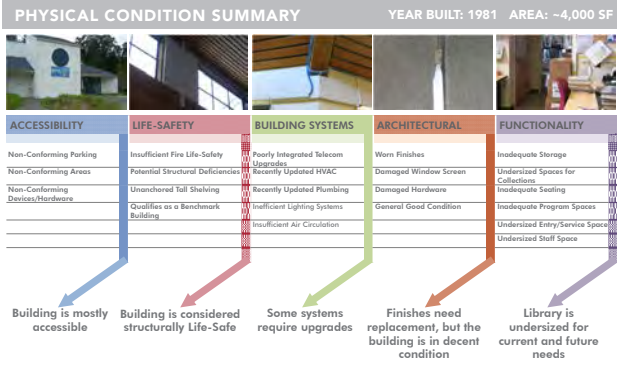 PHYSICAL CONDITION SUMMARY
YEAR BUILT: 1981 AREA: ~4,000 SF
ACCESSIBILITY
Non-Conforming Parking
Non-Conforming Areas
Non-Conforming
Devices/Hardware
Building is mostly
accessible
LIFE-SAFETY
Insufficient Fire Life-Safety
Potential Structural Deficiencies
Unanchored Tall Shelving
Qualifies as a Benchmark
Building
Building is considered
structurally Life-Safe
BUILDING SYSTEMS
Poorly Integrated Telecom
Upgrades
Recently Updated HVAC
Recently Updated Plumbing
Inefficient Lighting Systems
Insufficient Air Circulation
Some systems
require upgrades
ARCHITECTURAL
Worn Finishes
Damaged Window Screen
Damaged Hardware
General Good Condition
Finishes need
replacement, but the
building is in decent
condition
FUNCTIONALITY
Inadequate Storage
Undersized Spaces for
Collections
Inadequate Seating
Inadequate Program Spaces
Undersized Entry/Service Space
Undersized Staff Space
Library is
undersized for
current and future
needs